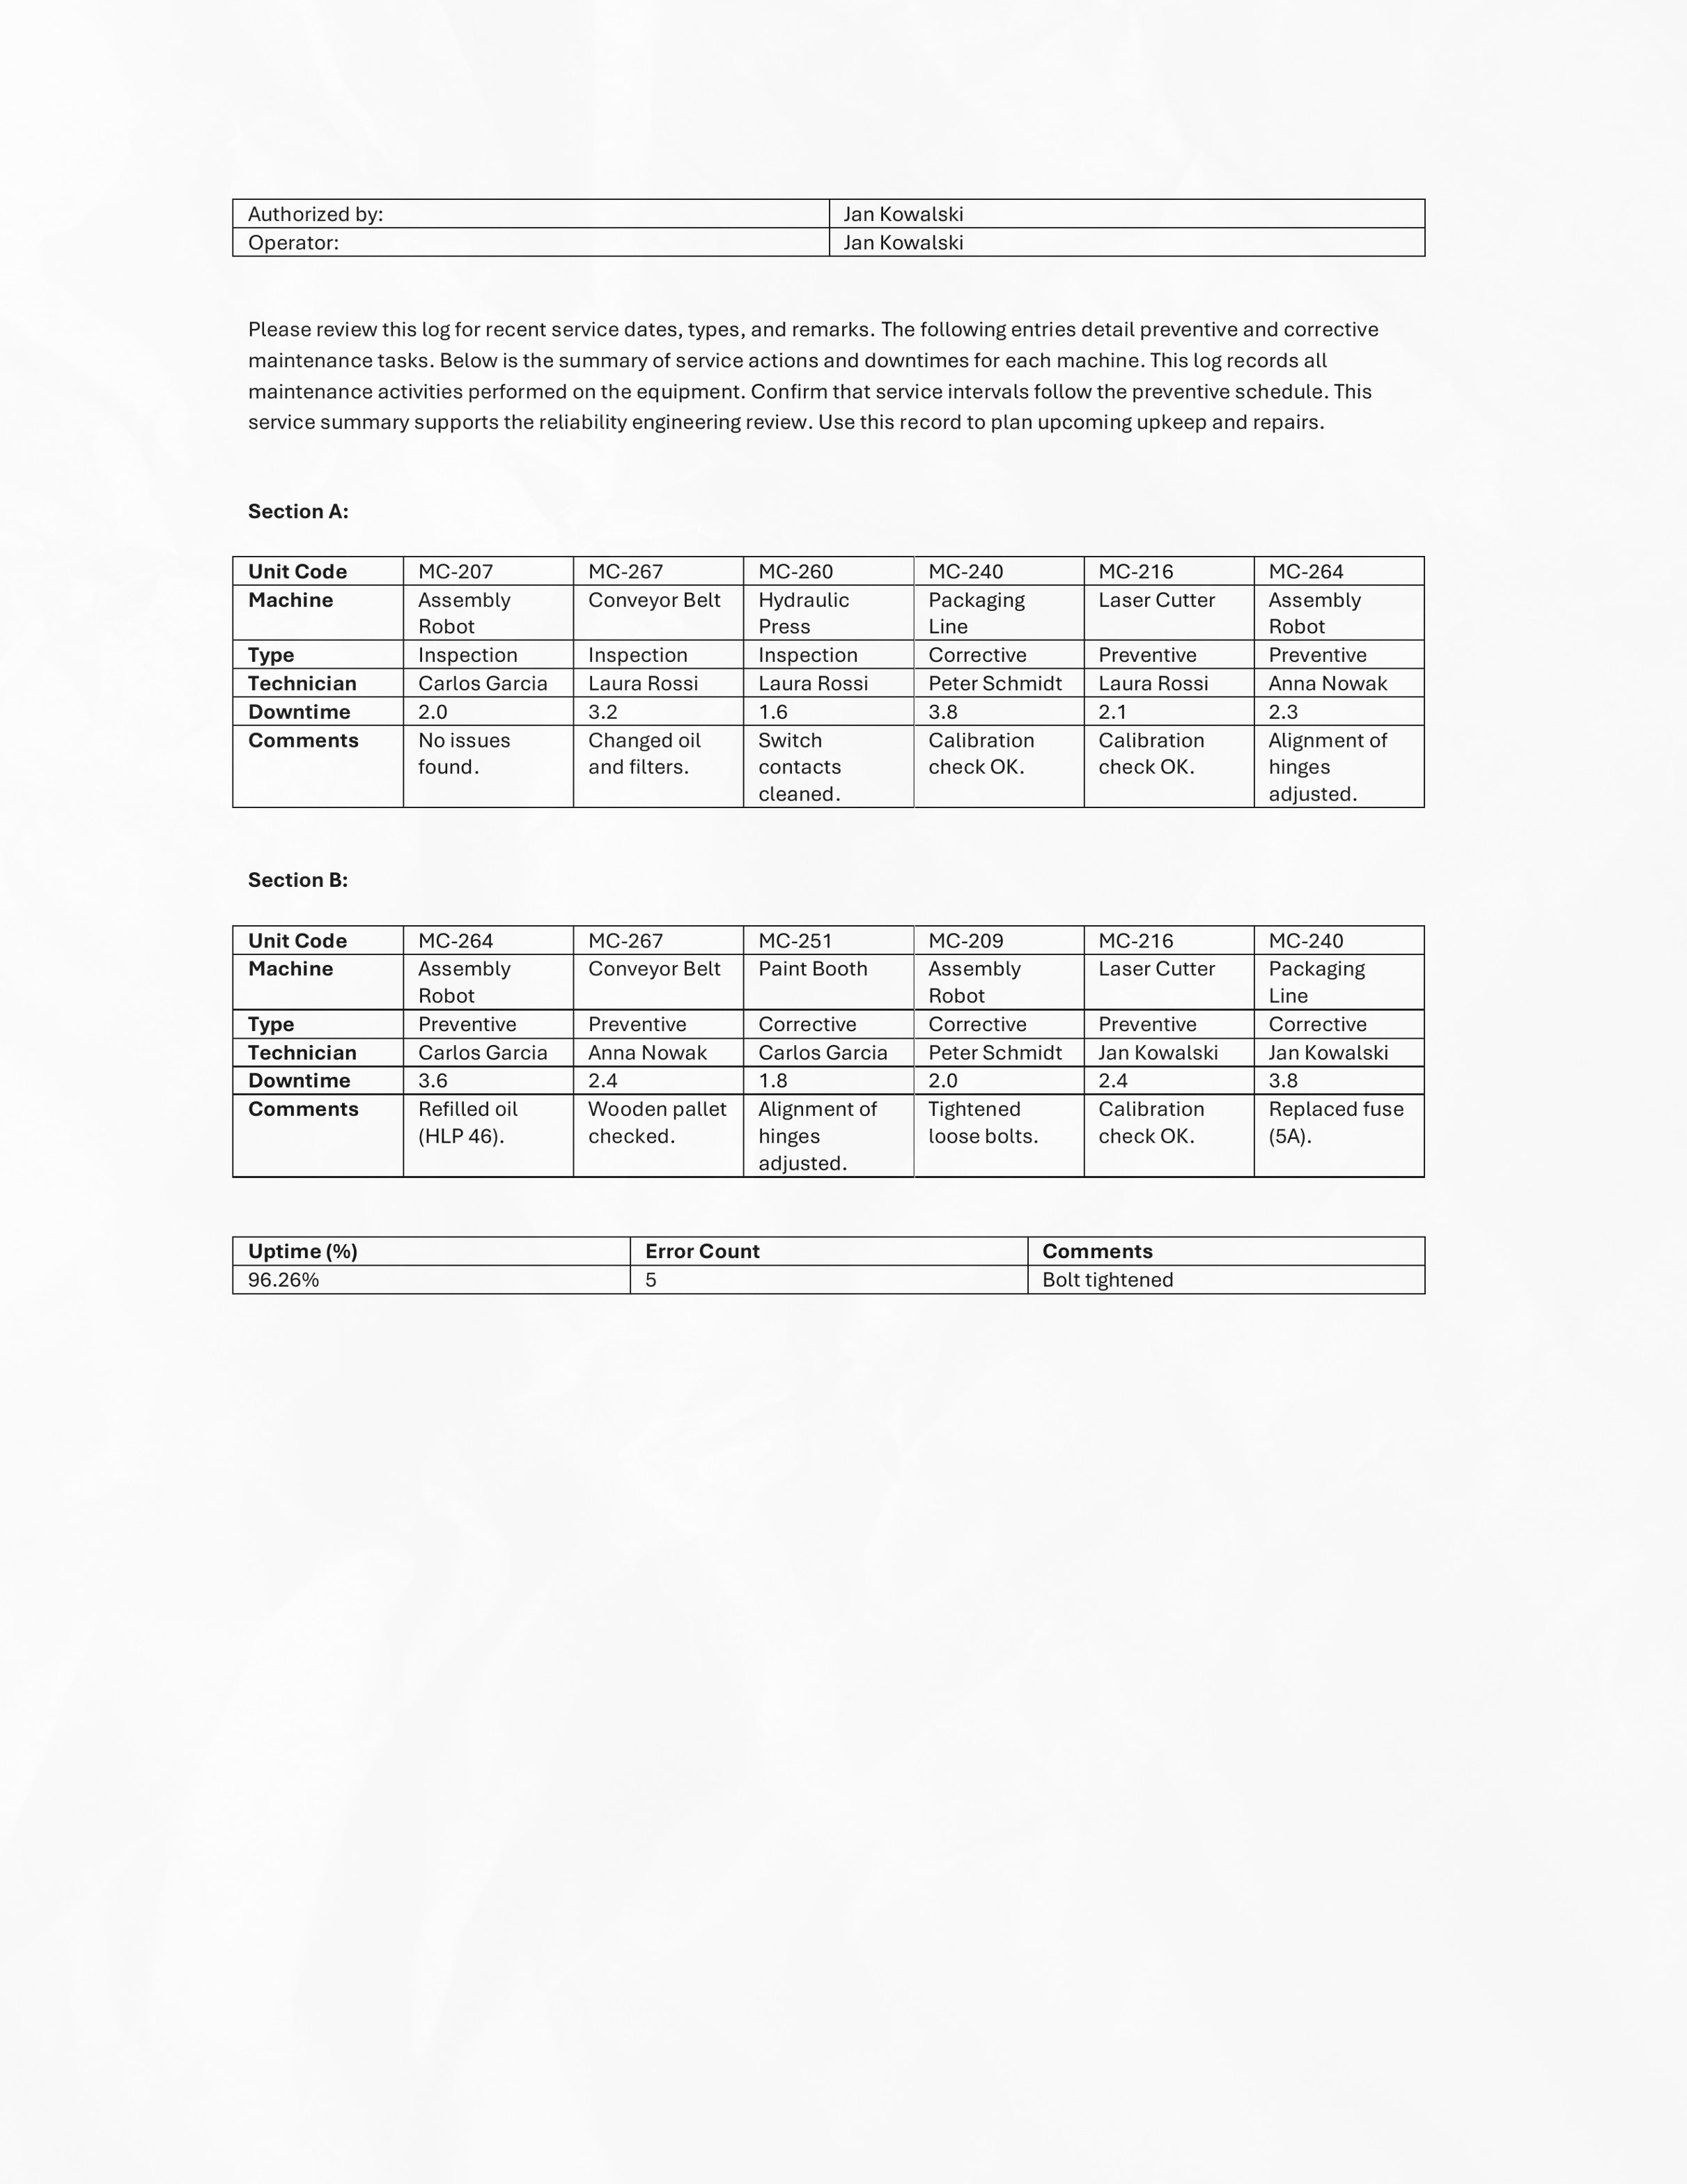 Authorized by: Jan Kowalski
Operator: Jan Kowalski
Please review this log for recent service dates, types, and remarks. The following entries detail preventive and corrective
maintenance tasks. Below is the summary of service actions and downtimes for each machine. This log records all
maintenance activities performed on the equipment. Confirm that service intervals follow the preventive schedule. This
service summary supports the reliability engineering review. Use this record to plan upcoming upkeep and repairs.
Section A:
Unit Code MC-207 MC-267 MC-260 MC-240 MC-216 MC-264
Machine Assembly Conveyor Belt Hydraulic Packaging Laser Cutter Assembly
Robot Press Line Robot
Type Inspection Inspection Inspection Corrective Preventive Preventive
Technician Carlos Garcia Laura Rossi Laura Rossi Peter Schmidt Laura Rossi Anna Nowak
Downtime 2.0 3.2 1.6 3.8 2.1 2.3
Comments No issues Changed oil Switch Calibration Calibration Alignment of
found. and filters. contacts check OK. check OK. hinges
cleaned. adjusted.
Section B:
Unit Code MC-264 MC-267 MC-251 MC-209 MC-216 MC-240
Machine Assembly Conveyor Belt Paint Booth Assembly Laser Cutter Packaging
Robot Robot Line
Type Preventive Preventive Corrective Corrective Preventive Corrective
Technician Carlos Garcia Anna Nowak Carlos Garcia Peter Schmidt Jan Kowalski Jan Kowalski
Downtime 3.6 2.4 1.8 2.0 2.4 3.8
Comments Refilled oil Wooden pallet Alignment of Tightened Calibration Replaced fuse
(HLP 46). checked. hinges loose bolts. check OK. (5A).
adjusted.
Uptime (%) Error Count Comments
96.26% 5 Bolt tightened